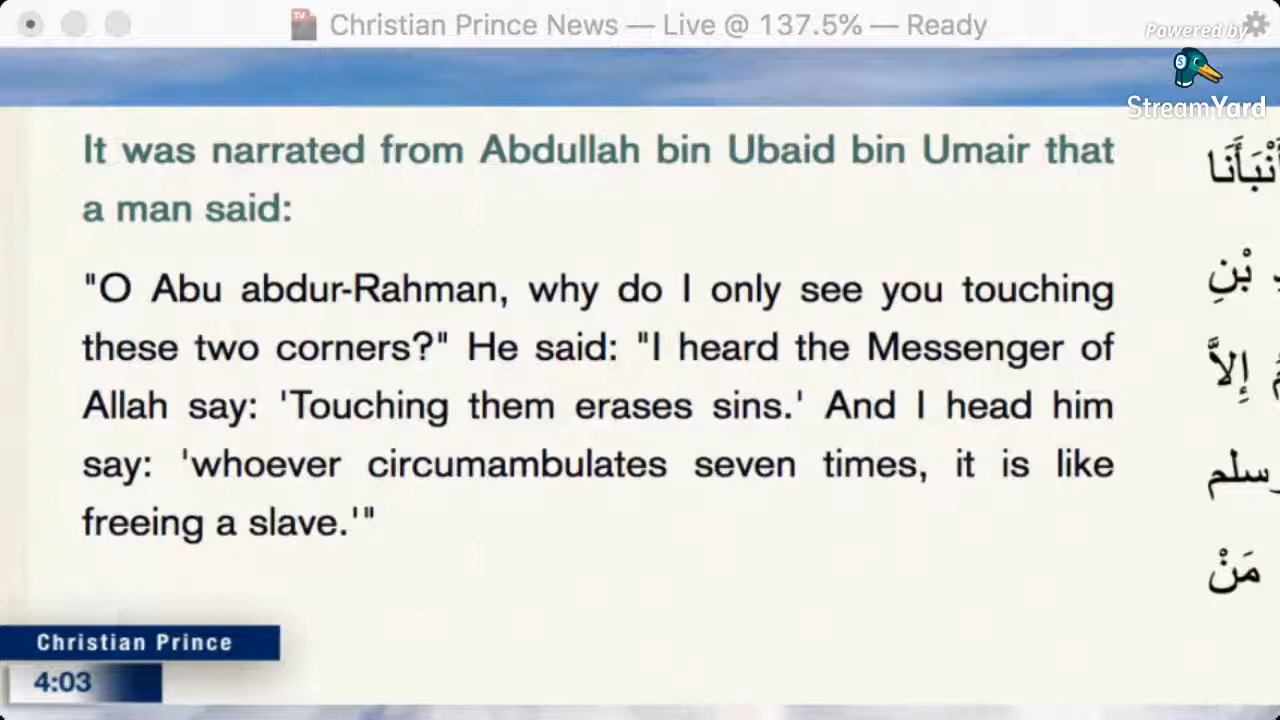 Christian Prince News — Live @ 137.5% — Ready
Powered by
StreamYard
It was narrated from Abdullah bin Ubaid bin Umair that
a man said:
"O Abu abdur-Rahman, why do I only see you touching
these two corners?" He said: "I heard the Messenger of
Allah say: 'Touching them erases sins.' And I head him
say: 'whoever circumambulates seven times, it is like
freeing a slave.'"
أَنْبَأَنَا
بْنِ
إِلاَّ
وسلم
مَنْ
Christian Prince
4:03